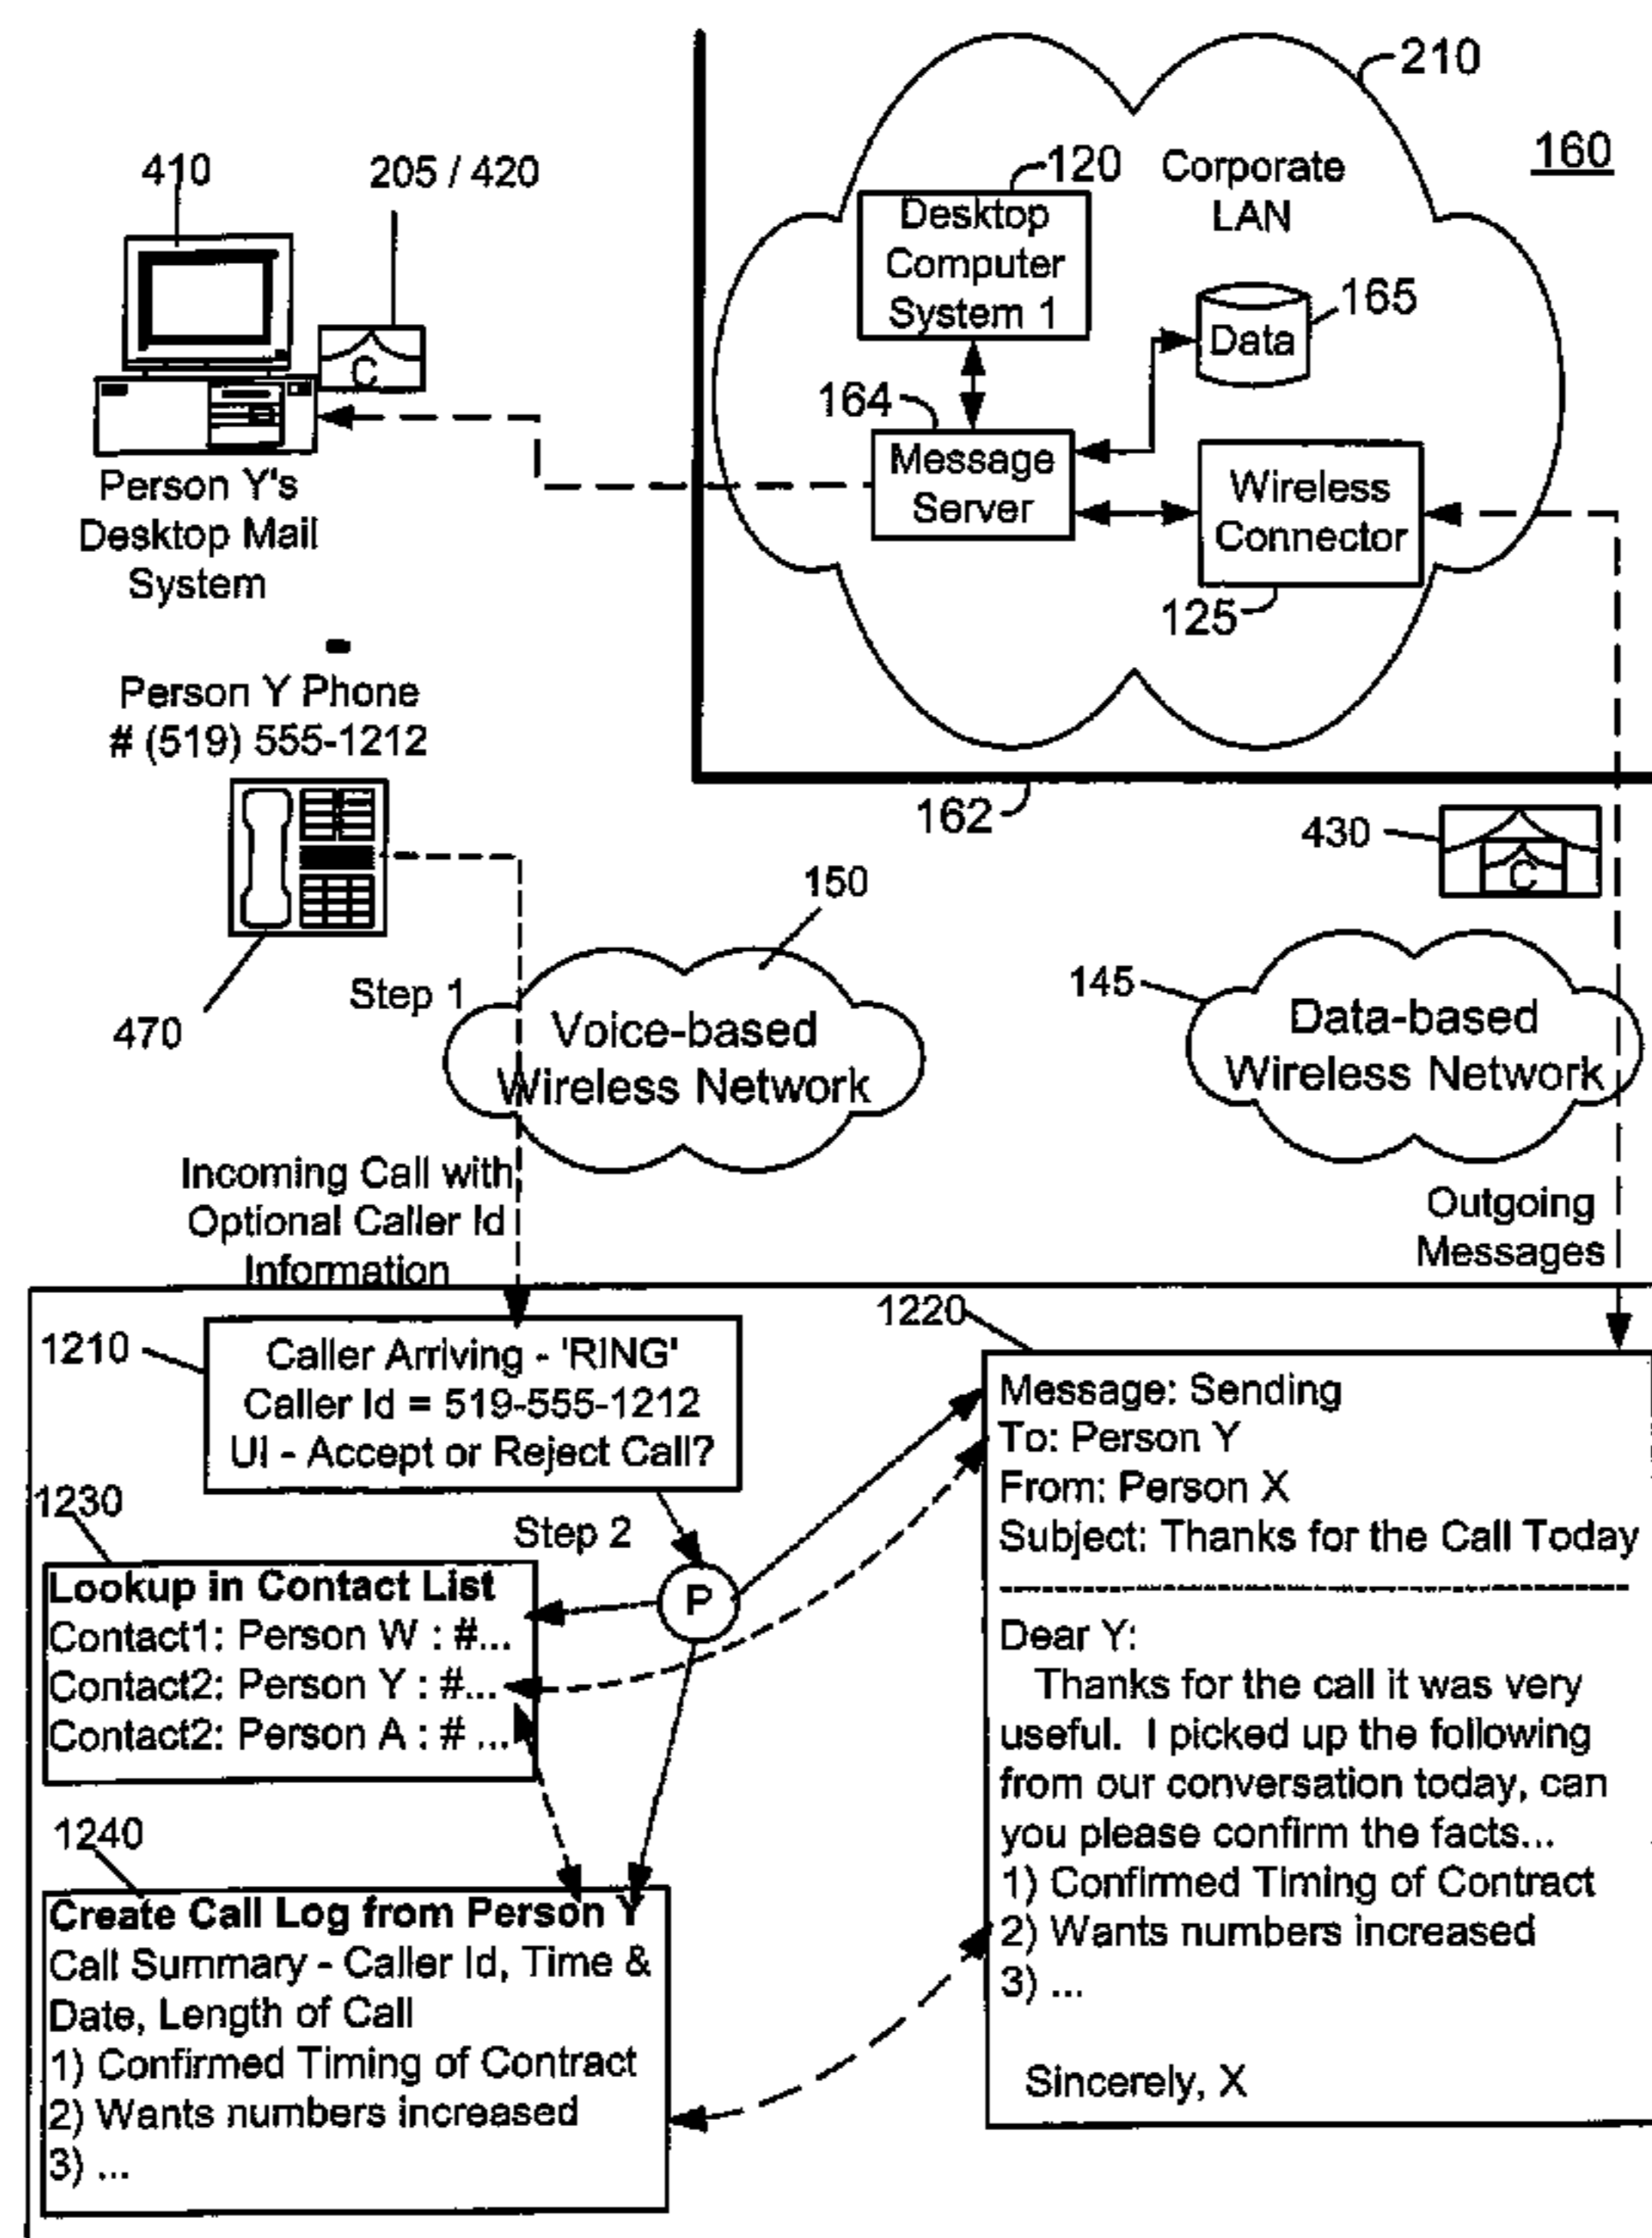 210
160
410
205 / 420
120
Corporate
LAN
Desktop
Computer
System 1
165
Data
164
Message
Server
Wireless
Connector
125
C
Person Y's
Desktop Mail
System
Person Y Phone
# (519) 555-1212
162
430
C
150
470
Step 1
Voice-based
Wireless Network
145
Data-based
Wireless Network
Incoming Call with
Optional Caller Id
Information
Outgoing
Messages
1210
Caller Arriving - 'RING'
Caller Id = 519-555-1212
UI - Accept or Reject Call?
1220
Message: Sending
To: Person Y
From: Person X
Subject: Thanks for the Call Today
Dear Y:
Thanks for the call it was very
useful. I picked up the following
from our conversation today, can
you please confirm the facts...
1) Confirmed Timing of Contract
2) Wants numbers increased
3) ...
Sincerely, X
1230
Step 2
P
Lookup in Contact List
Contact1: Person W : #...
Contact2: Person Y : #...
Contact2: Person A : # ...
1240
Create Call Log from Person Y
Call Summary - Caller Id, Time &
Date, Length of Call
1) Confirmed Timing of Contract
2) Wants numbers increased
3) ...